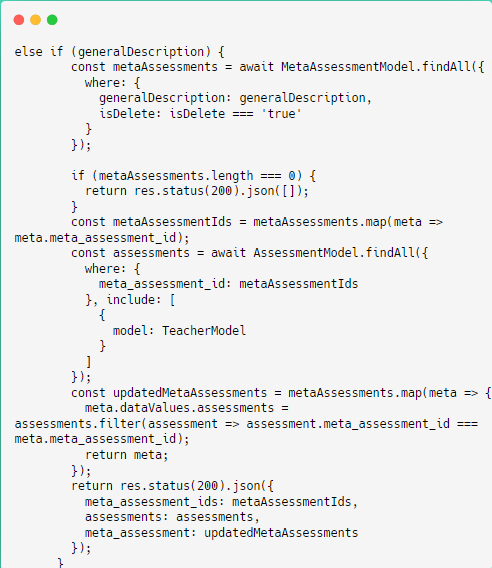 else if (generalDescription) {
        const metaAssessments = await MetaAssessmentModel.findAll({
          where: {
            generalDescription: generalDescription,
            isDelete: isDelete === 'true'
          }
        });

        if (metaAssessments.length === 0) {
          return res.status(200).json([]);
        }
        const metaAssessmentIds = metaAssessments.map(meta =>
meta.meta_assessment_id);
        const assessments = await AssessmentModel.findAll({
          where: {
            meta_assessment_id: metaAssessmentIds
          }, include: [
            {
              model: TeacherModel
            }
          ]
        });
        const updatedMetaAssessments = metaAssessments.map(meta => {
          meta.dataValues.assessments =
assessments.filter(assessment => assessment.meta_assessment_id ===
meta.meta_assessment_id);
          return meta;
        });
        return res.status(200).json({
          meta_assessment_ids: metaAssessmentIds,
          assessments: assessments,
          meta_assessment: updatedMetaAssessments
        });
      }